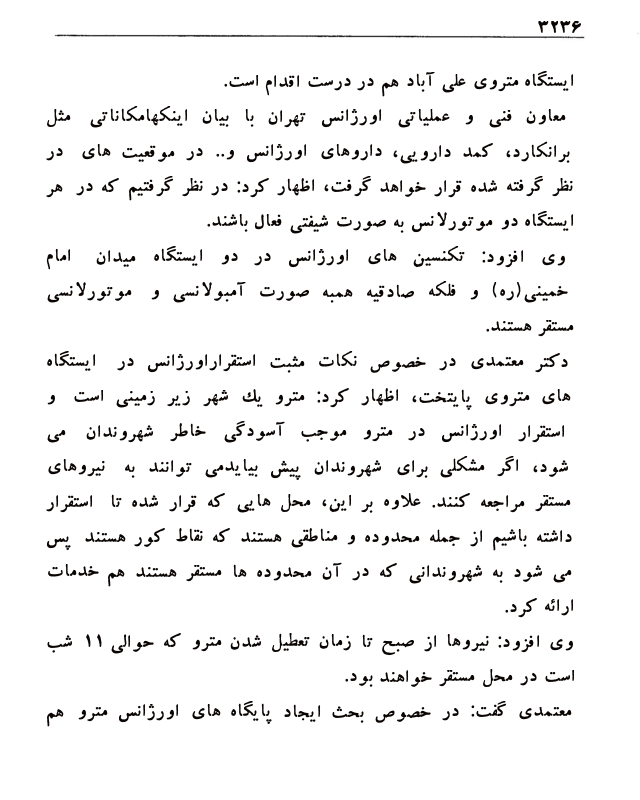 ۳۲۳۶
ایستگاه متروی علی آباد هم در درست اقدام است.
معاون فنی و عملیاتی اورژانس تهران با بیان اینکهامکاناتی مثل
برانکارد، کمد دارویی، داروهای اورژانس و.. در موقعیت های در
نظر گرفته شده قرار خواهد گرفت، اظهار کرد: در نظر گرفتیم که در هر
ایستگاه دو موتورلانس به صورت شیفتی فعال باشند.
وی افزود: تکنسین های اورژانس در دو ایستگاه میدان امام
خمینی(ره) و فلکه صادقیه همبه صورت آمبولانسی و موتورلانسی
مستقر هستند.
دکتر معتمدی در خصوص نکات مثبت استقراراورژانس در ایستگاه
های متروی پایتخت، اظهار کرد: مترو یك شهر زیر زمینی است و
استقرار اورژانس در مترو موجب آسودگی خاطر شهروندان می
شود، اگر مشکلی برای شهروندان پیش بیایدمی توانند به نیروهای
مستقر مراجعه کنند. علاوه بر این، محل هایی که قرار شده تا استقرار
داشته باشیم از جمله محدوده و مناطقی هستند که نقاط کور هستند پس
می شود به شهروندانی که در آن محدوده ها مستقر هستند هم خدمات
ارائه کرد.
وی افزود: نیروها از صبح تا زمان تعطیل شدن مترو که حوالی ۱۱ شب
است در محل مستقر خواهند بود.
معتمدی گفت: در خصوص بحث ایجاد پایگاه های اورژانس مترو هم